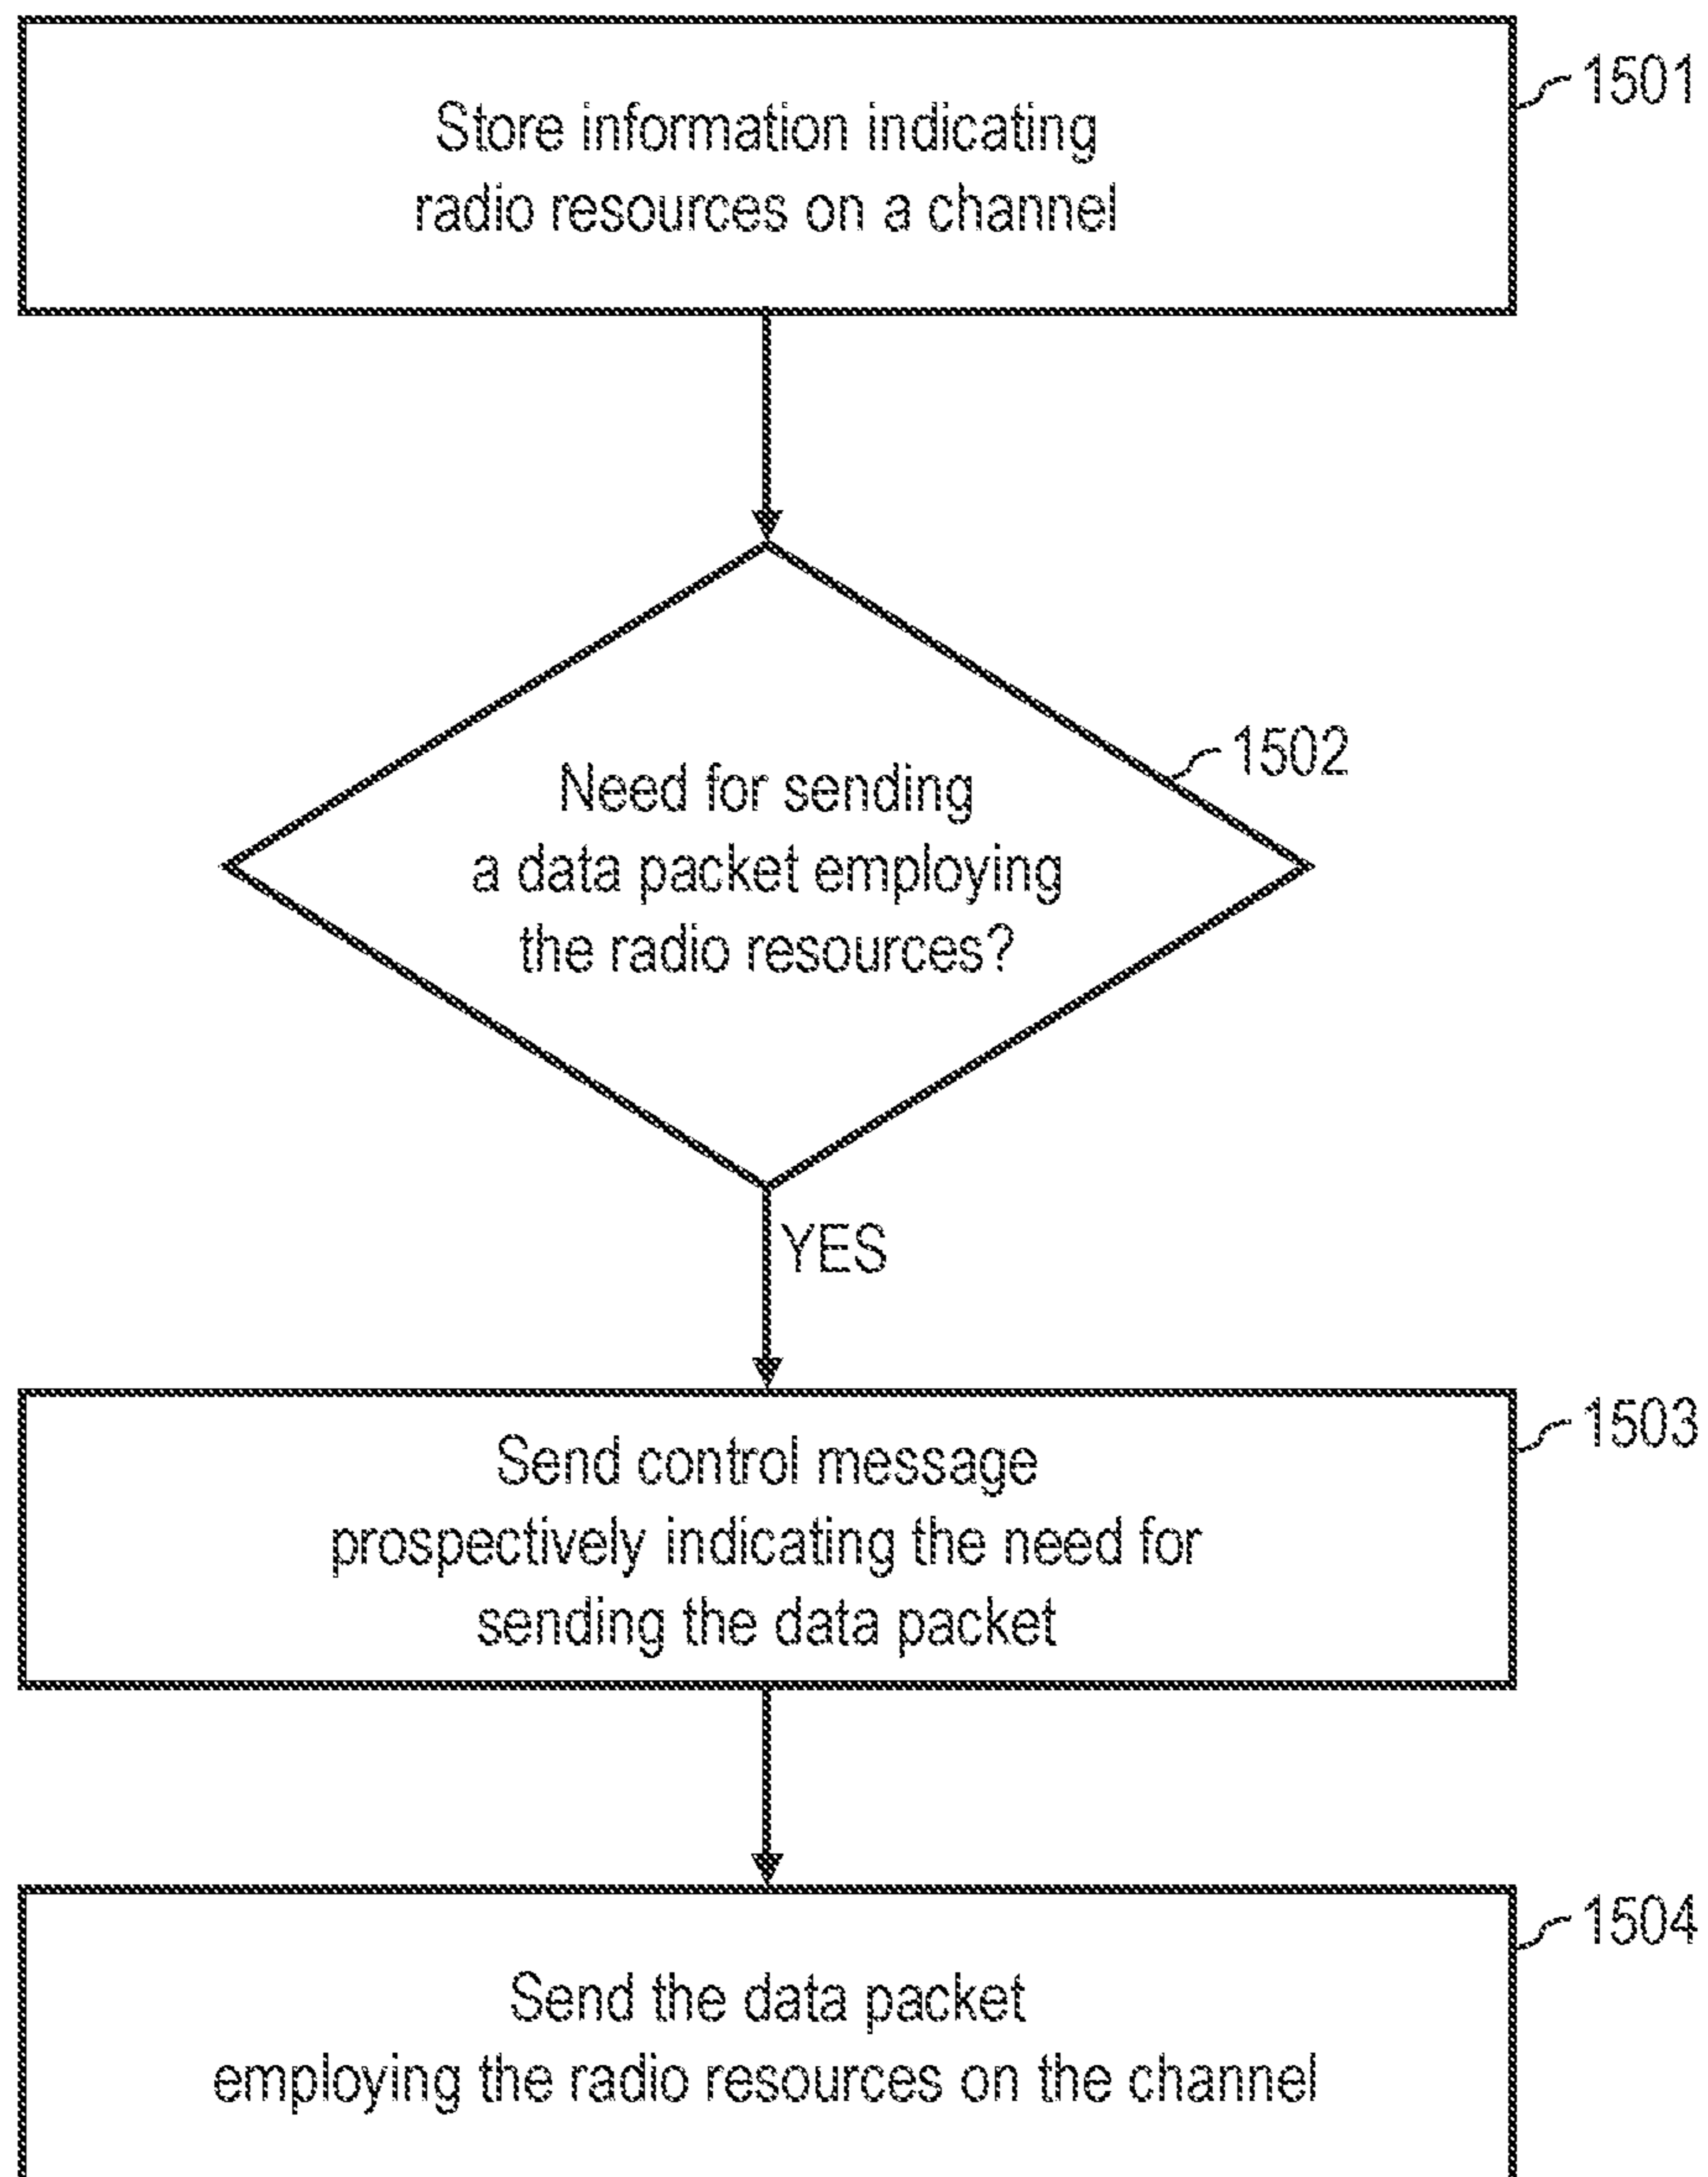 Store information indicating
radio resources on a channel
1501
Need for sending
a data packet employing
the radio resources?
1502
YES
Send control message
prospectively indicating the need for
sending the data packet
1503
Send the data packet
employing the radio resources on the channel
1504